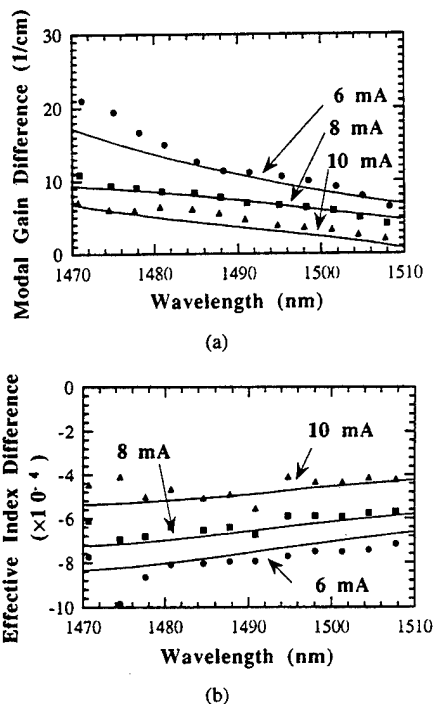 Modal Gain Difference (1/cm)
30
20
10
0
6 mA
8 mA
10 mA
1470 1480 1490 1500 1510
Wavelength (nm)
(a)
Effective Index Difference
(×10⁻⁴)
0
-2
-4
-6
-8
-10
10 mA
8 mA
6 mA
1470 1480 1490 1500 1510
Wavelength (nm)
(b)